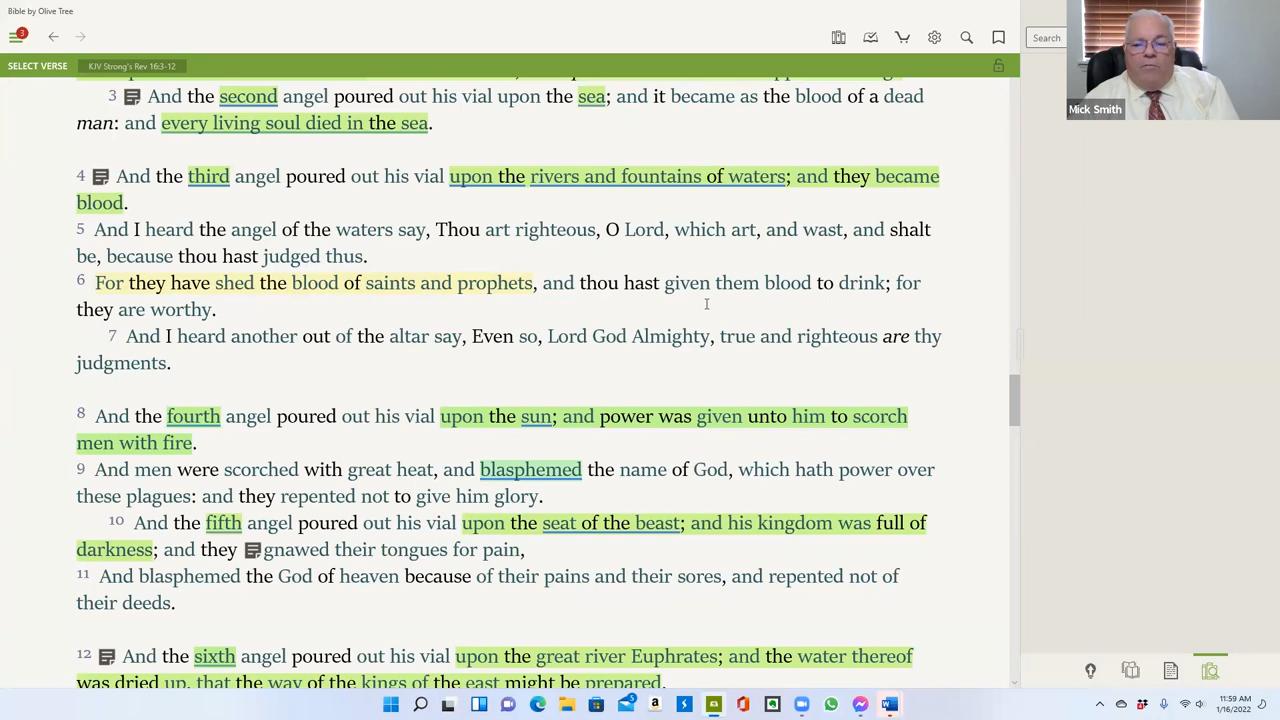 Bible by Olive Tree
3
SELECT VERSE KJV Strong's Rev 16:3-12
Search
Mick Smith
3 And the second angel poured out his vial upon the sea; and it became as the blood of a dead
man: and every living soul died in the sea.
4 And the third angel poured out his vial upon the rivers and fountains of waters; and they became
blood.
5 And I heard the angel of the waters say, Thou art righteous, O Lord, which art, and wast, and shalt
be, because thou hast judged thus.
6 For they have shed the blood of saints and prophets, and thou hast given them blood to drink; for
they are worthy.
7 And I heard another out of the altar say, Even so, Lord God Almighty, true and righteous are thy
judgments.
8 And the fourth angel poured out his vial upon the sun; and power was given unto him to scorch
men with fire.
9 And men were scorched with great heat, and blasphemed the name of God, which hath power over
these plagues: and they repented not to give him glory.
10 And the fifth angel poured out his vial upon the seat of the beast; and his kingdom was full of
darkness; and they gnawed their tongues for pain,
11 And blasphemed the God of heaven because of their pains and their sores, and repented not of
their deeds.
12 And the sixth angel poured out his vial upon the great river Euphrates; and the water thereof
was dried up, that the way of the kings of the east might be prepared.
11:59 AM
1/16/2022